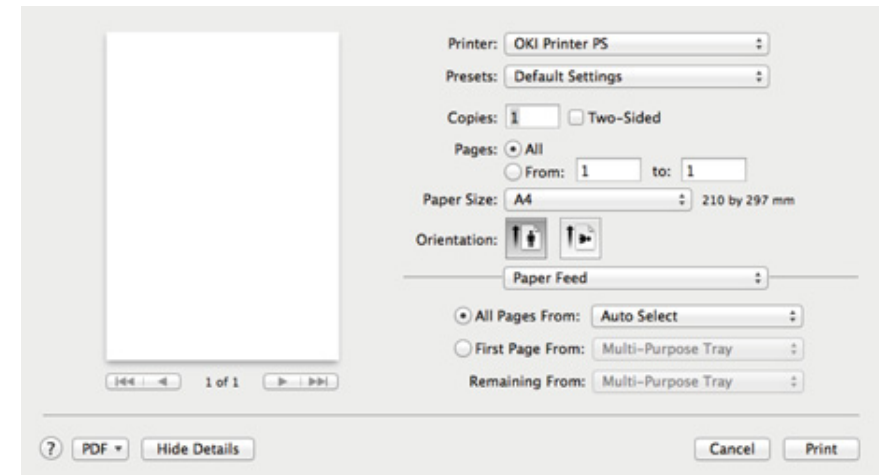 Printer: OKI Printer PS
Presets: Default Settings
Copies: 1 Two-Sided
Pages: All
From: 1 to: 1
Paper Size: A4 210 by 297 mm
Orientation:
Paper Feed
All Pages From: Auto Select
First Page From: Multi-Purpose Tray
Remaining From: Multi-Purpose Tray
1 of 1
? PDF Hide Details Cancel Print